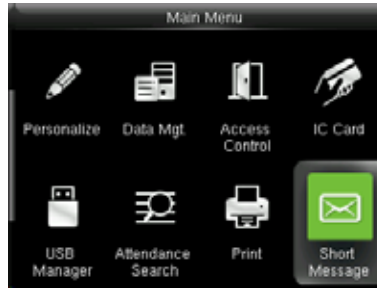 Main Menu
Personalize Data Mgt. Access Control IC Card
USB Manager Attendance Search Print Short Message